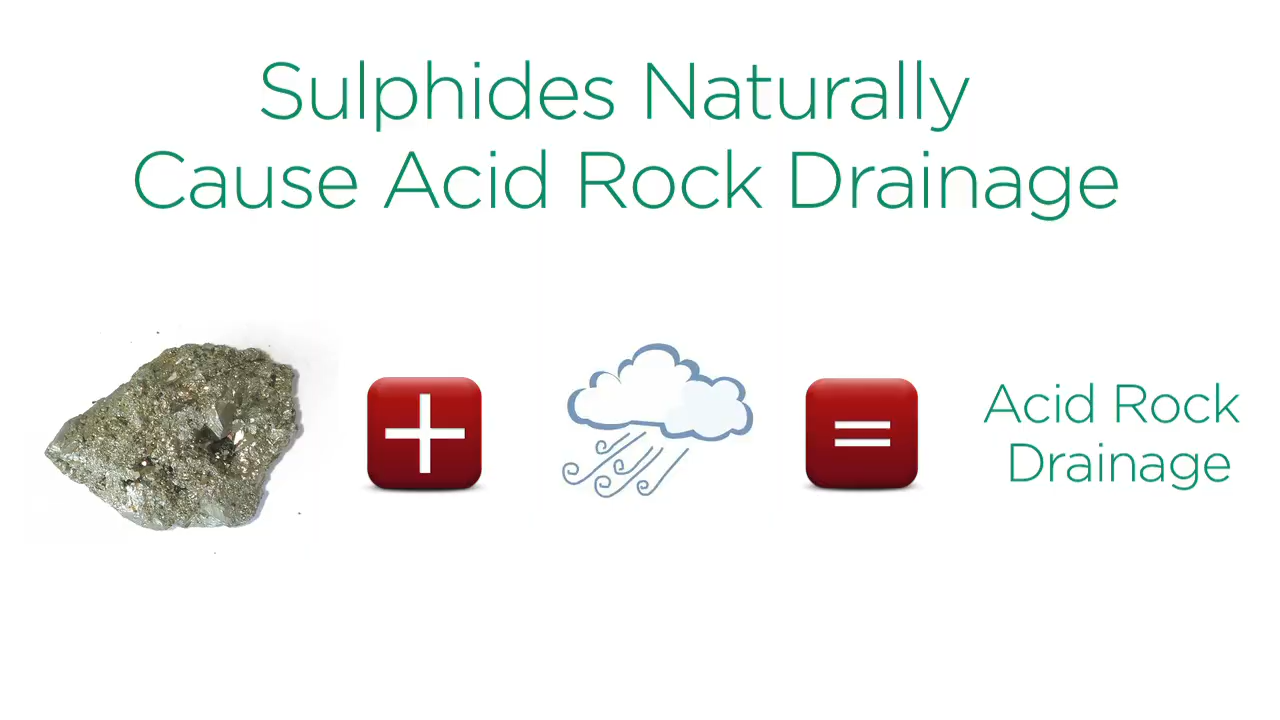 Sulphides Naturally
Cause Acid Rock Drainage
+
=
Acid Rock
Drainage